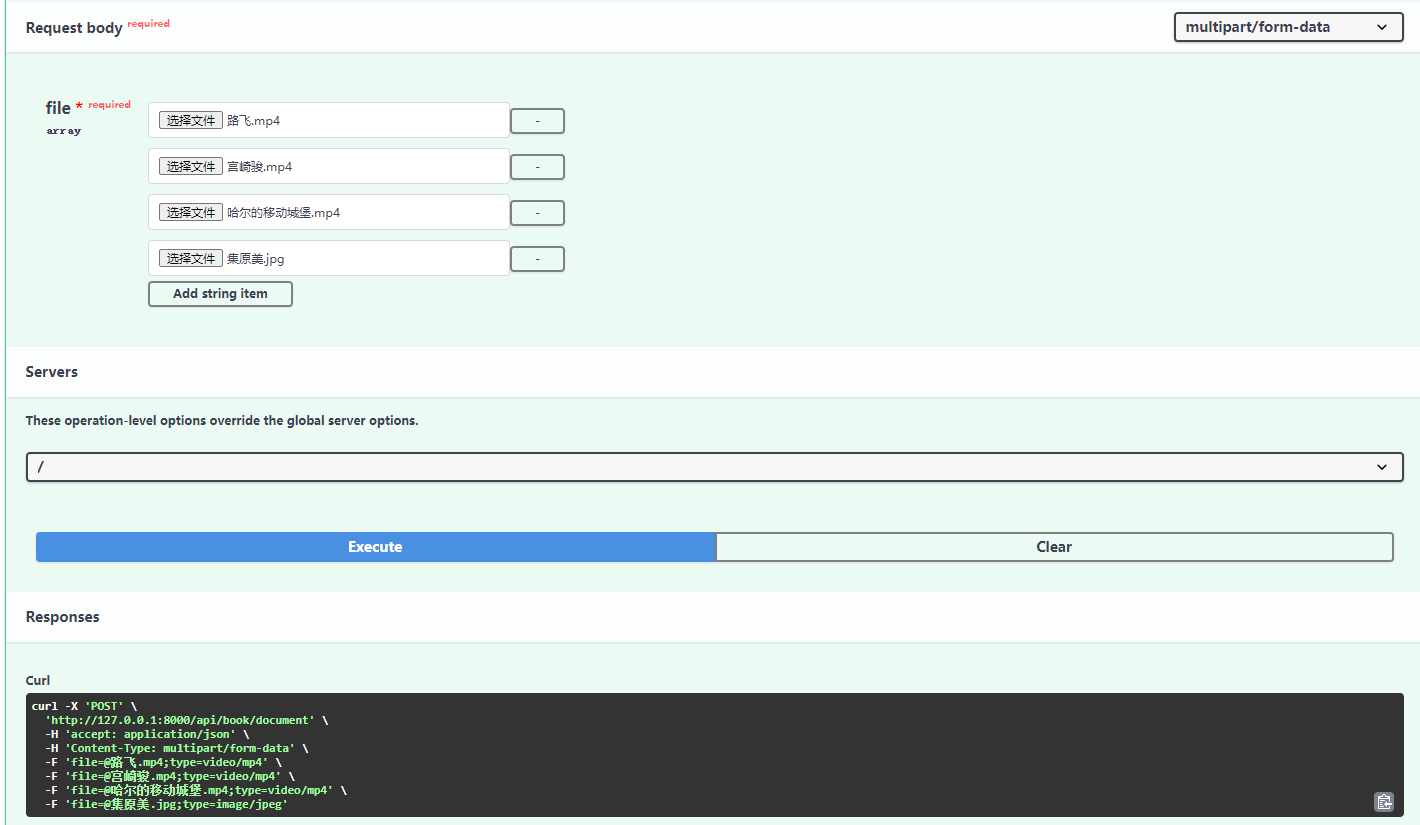 Request body required
multipart/form-data
file * required
array
选择文件 路飞.mp4
-
选择文件 宫崎骏.mp4
-
选择文件 哈尔的移动城堡.mp4
-
选择文件 集原美.jpg
-
Add string item
Servers
These operation-level options override the global server options.
/
Execute
Clear
Responses
Curl
curl -X 'POST' \
'http://127.0.0.1:8000/api/book/document' \
-H 'accept: application/json' \
-H 'Content-Type: multipart/form-data' \
-F 'file=@路飞.mp4;type=video/mp4' \
-F 'file=@宫崎骏.mp4;type=video/mp4' \
-F 'file=@哈尔的移动城堡.mp4;type=video/mp4' \
-F 'file=@集原美.jpg;type=image/jpeg'